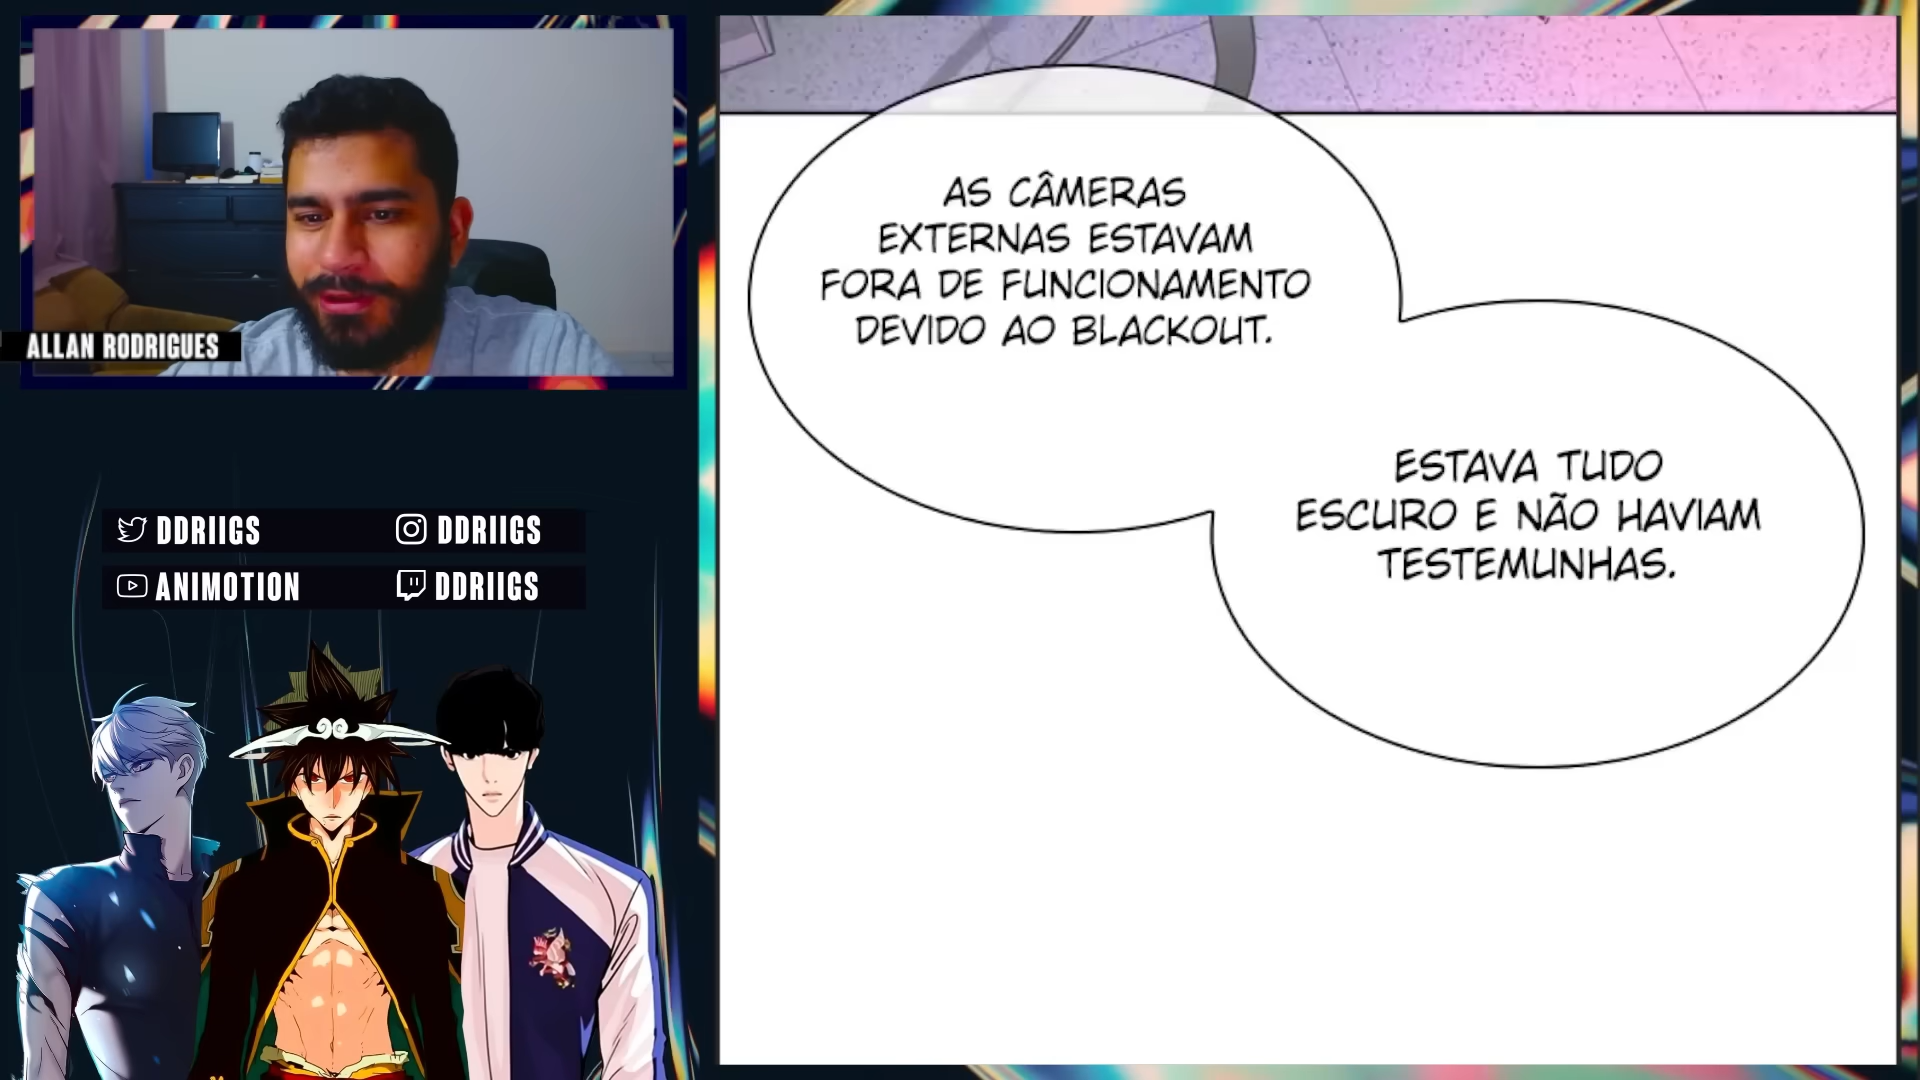 ALLAN RODRIGUES
DDRIIGS
DDRIIGS
ANIMOTION
DDRIIGS
AS CÂMERAS
EXTERNAS ESTAVAM
FORA DE FUNCIONAMENTO
DEVIDO AO BLACKOUT.
ESTAVA TUDO
ESCURO E NÃO HAVIAM
TESTEMUNHAS.